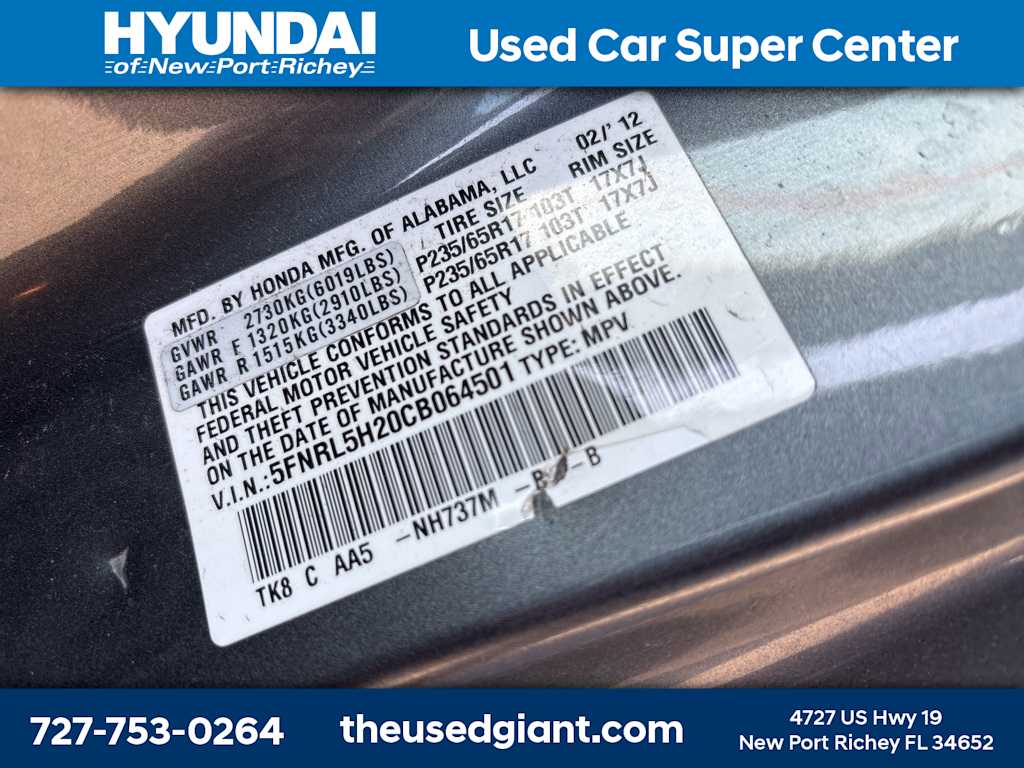 HYUNDAI
of New Port Richey
Used Car Super Center
MFD. BY HONDA MFG. OF ALABAMA, LLC 02/' 12
TIRE SIZE RIM SIZE
GVWR 2730KG(6019LBS)
GAWR F 1320KG(2910LBS) P235/65R17 103T 17X7J
GAWR R 1515KG(3340LBS) P235/65R17 103T 17X7J
THIS VEHICLE CONFORMS TO ALL APPLICABLE
FEDERAL MOTOR VEHICLE SAFETY
AND THEFT PREVENTION STANDARDS IN EFFECT
ON THE DATE OF MANUFACTURE SHOWN ABOVE.
V.I.N.:5FNRL5H20CB064501 TYPE: MPV
TK8 C AA5 -NH737M -B -B
727-753-0264
theusedgiant.com
4727 US Hwy 19
New Port Richey FL 34652